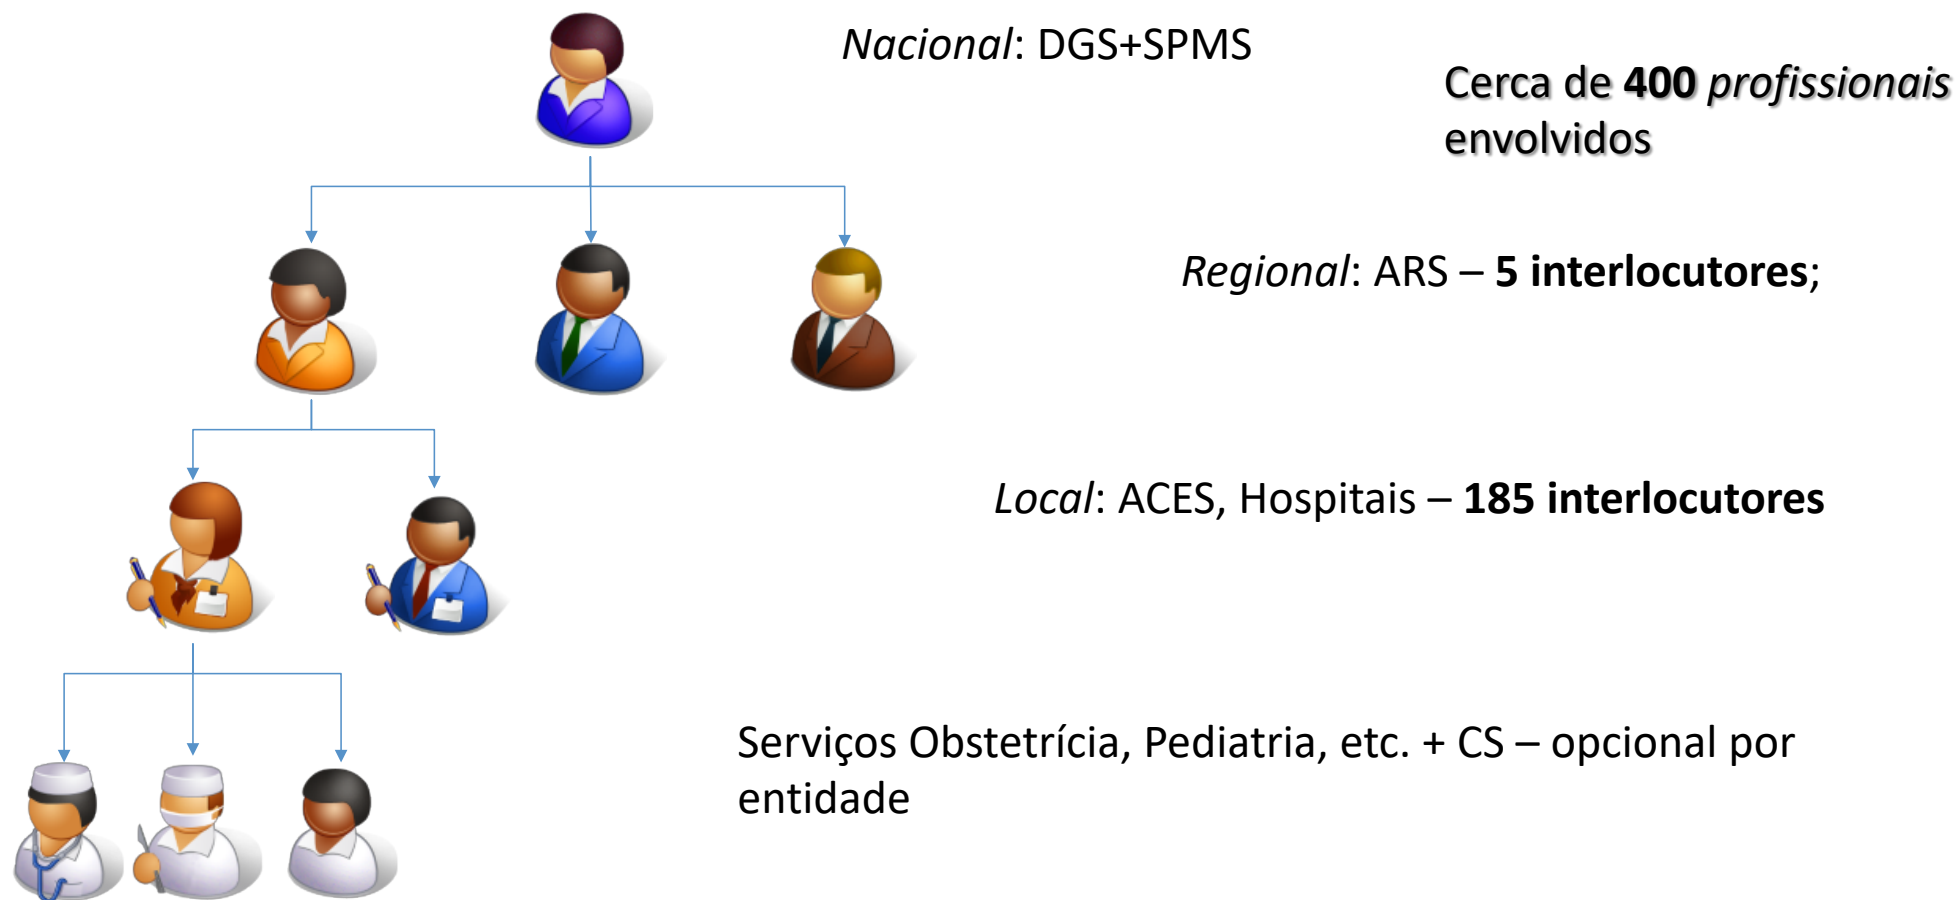 Nacional: DGS+SPMS
Cerca de 400 profissionais
envolvidos
Regional: ARS – 5 interlocutores;
Local: ACES, Hospitais – 185 interlocutores
Serviços Obstetrícia, Pediatria, etc. + CS – opcional por
entidade